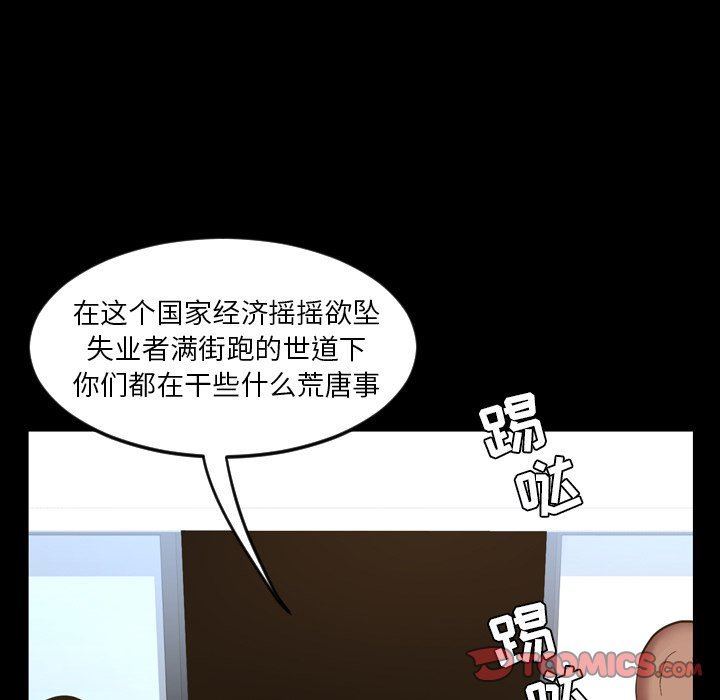 在这个国家经济摇摇欲坠
失业者满街跑的世道下
你们都在干些什么荒唐事
踢
哒
踢
哒
TOOMICS.COM